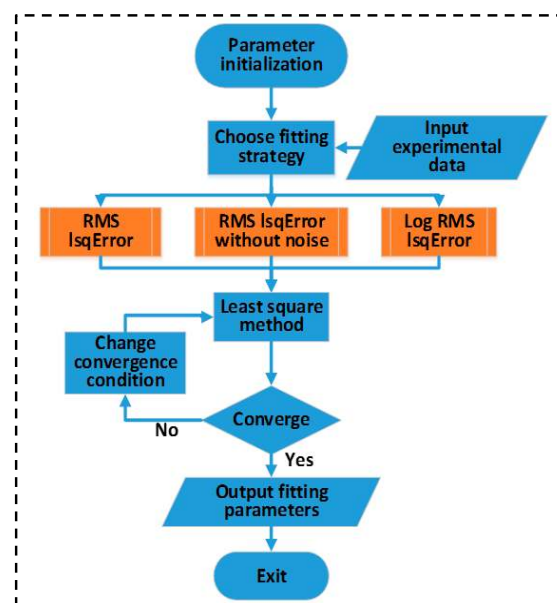 Parameter
initialization
Choose fitting
strategy
Input
experimental
data
RMS
lsqError
RMS lsqError
without noise
Log RMS
lsqError
Least square
method
Change
convergence
condition
Converge
No
Yes
Output fitting
parameters
Exit